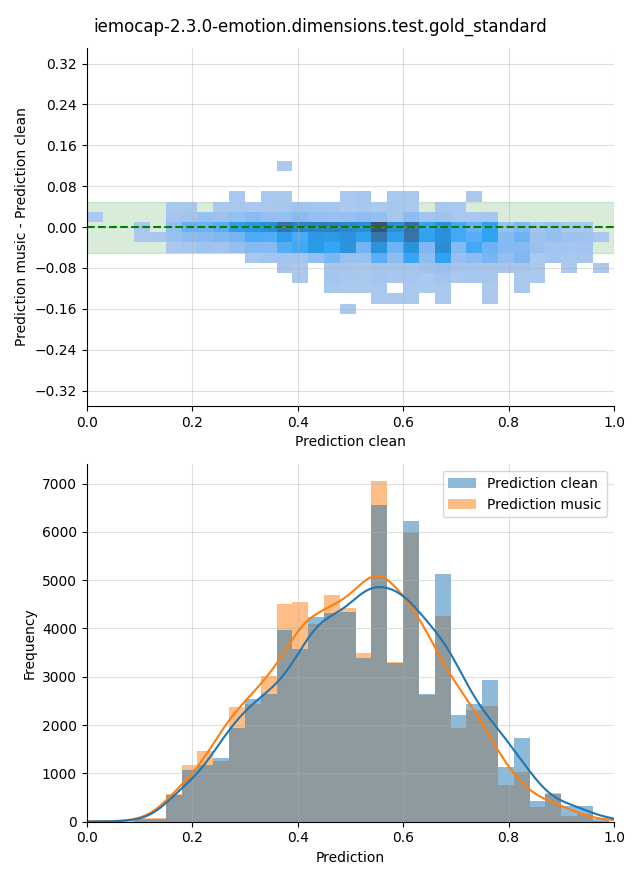 iemocap-2.3.0-emotion.dimensions.test.gold_standard
Prediction music - Prediction clean
0.32
0.24
0.16
0.08
0.00
−0.08
−0.16
−0.24
−0.32
0.0 0.2 0.4 0.6 0.8 1.0
Prediction clean
Frequency
7000
6000
5000
4000
3000
2000
1000
0
Prediction clean
Prediction music
0.0 0.2 0.4 0.6 0.8 1.0
Prediction